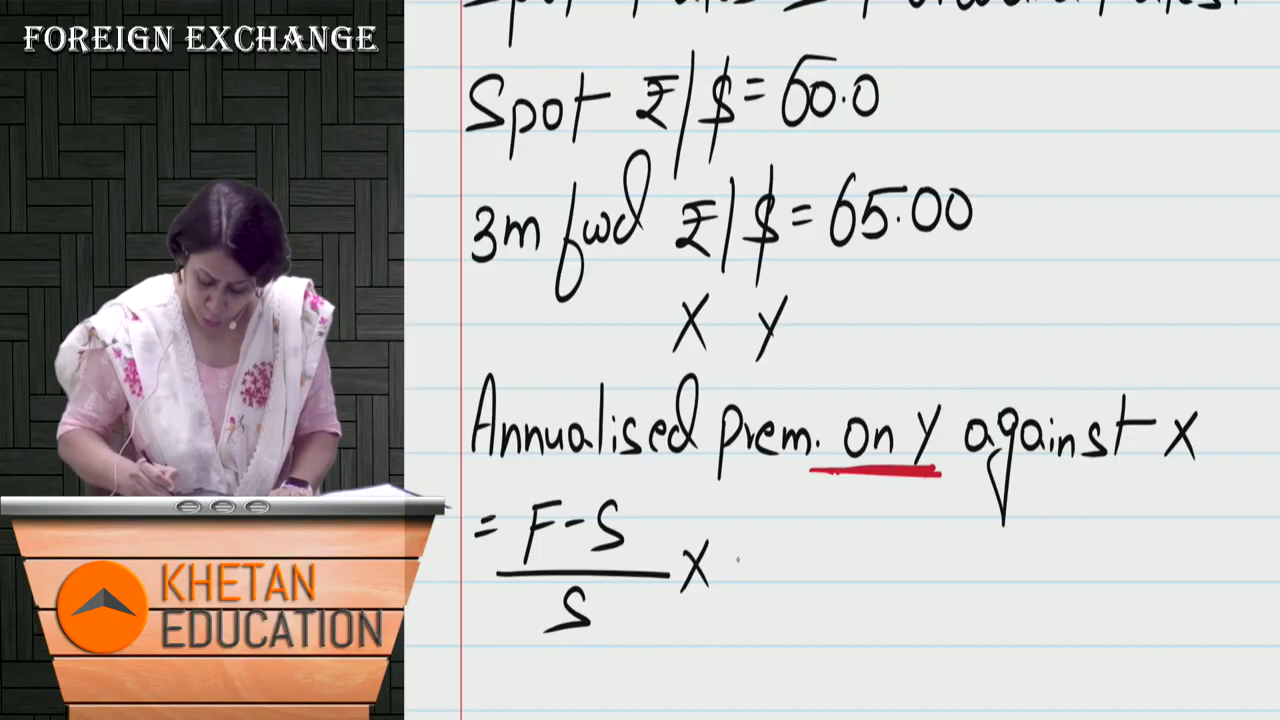 FOREIGN EXCHANGE
Spot ₹/$ = 60.0
3m fwd ₹/$ = 65.00
X Y
Annualised prem. on Y against X
= F-S
X
S
KHETAN
EDUCATION